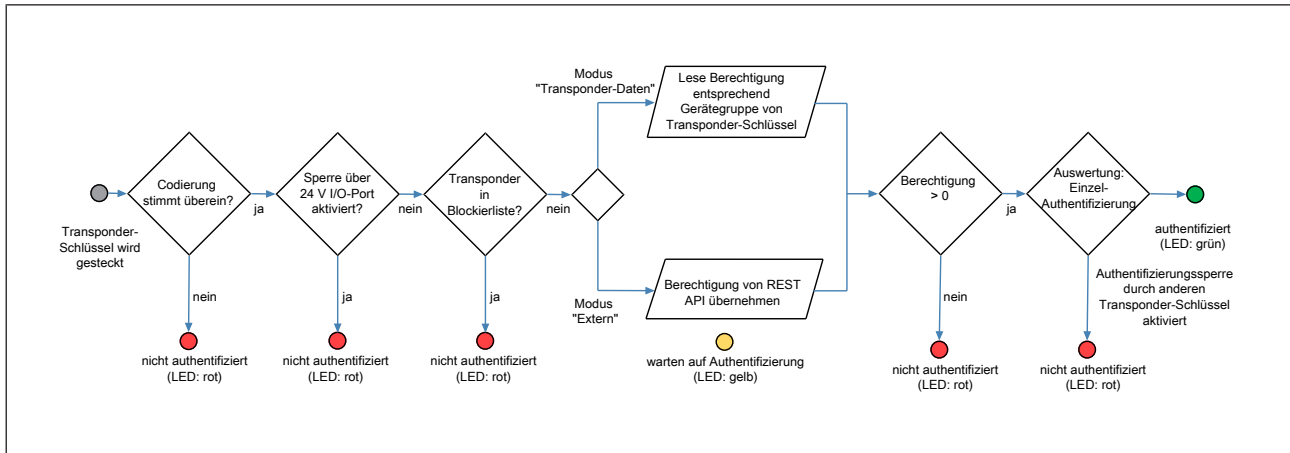 Transponder-
Schlüssel wird
gesteckt
Codierung
stimmt überein?
ja
nein
nicht authentifiziert
(LED: rot)
Sperre über
24 V I/O-Port
aktiviert?
nein
ja
nicht authentifiziert
(LED: rot)
Transponder
in
Blockierliste?
nein
ja
nicht authentifiziert
(LED: rot)
Modus
"Transponder-Daten"
Lese Berechtigung
entsprechend
Gerätegruppe von
Transponder-Schlüssel
Modus
"Extern"
Berechtigung von REST
API übernehmen
warten auf Authentifizierung
(LED: gelb)
Berechtigung
> 0
ja
nein
nicht authentifiziert
(LED: rot)
Auswertung:
Einzel-
Authentifizierung
authentifiziert
(LED: grün)
Authentifizierungssperre
durch anderen
Transponder-Schlüssel
aktiviert
nicht authentifiziert
(LED: rot)